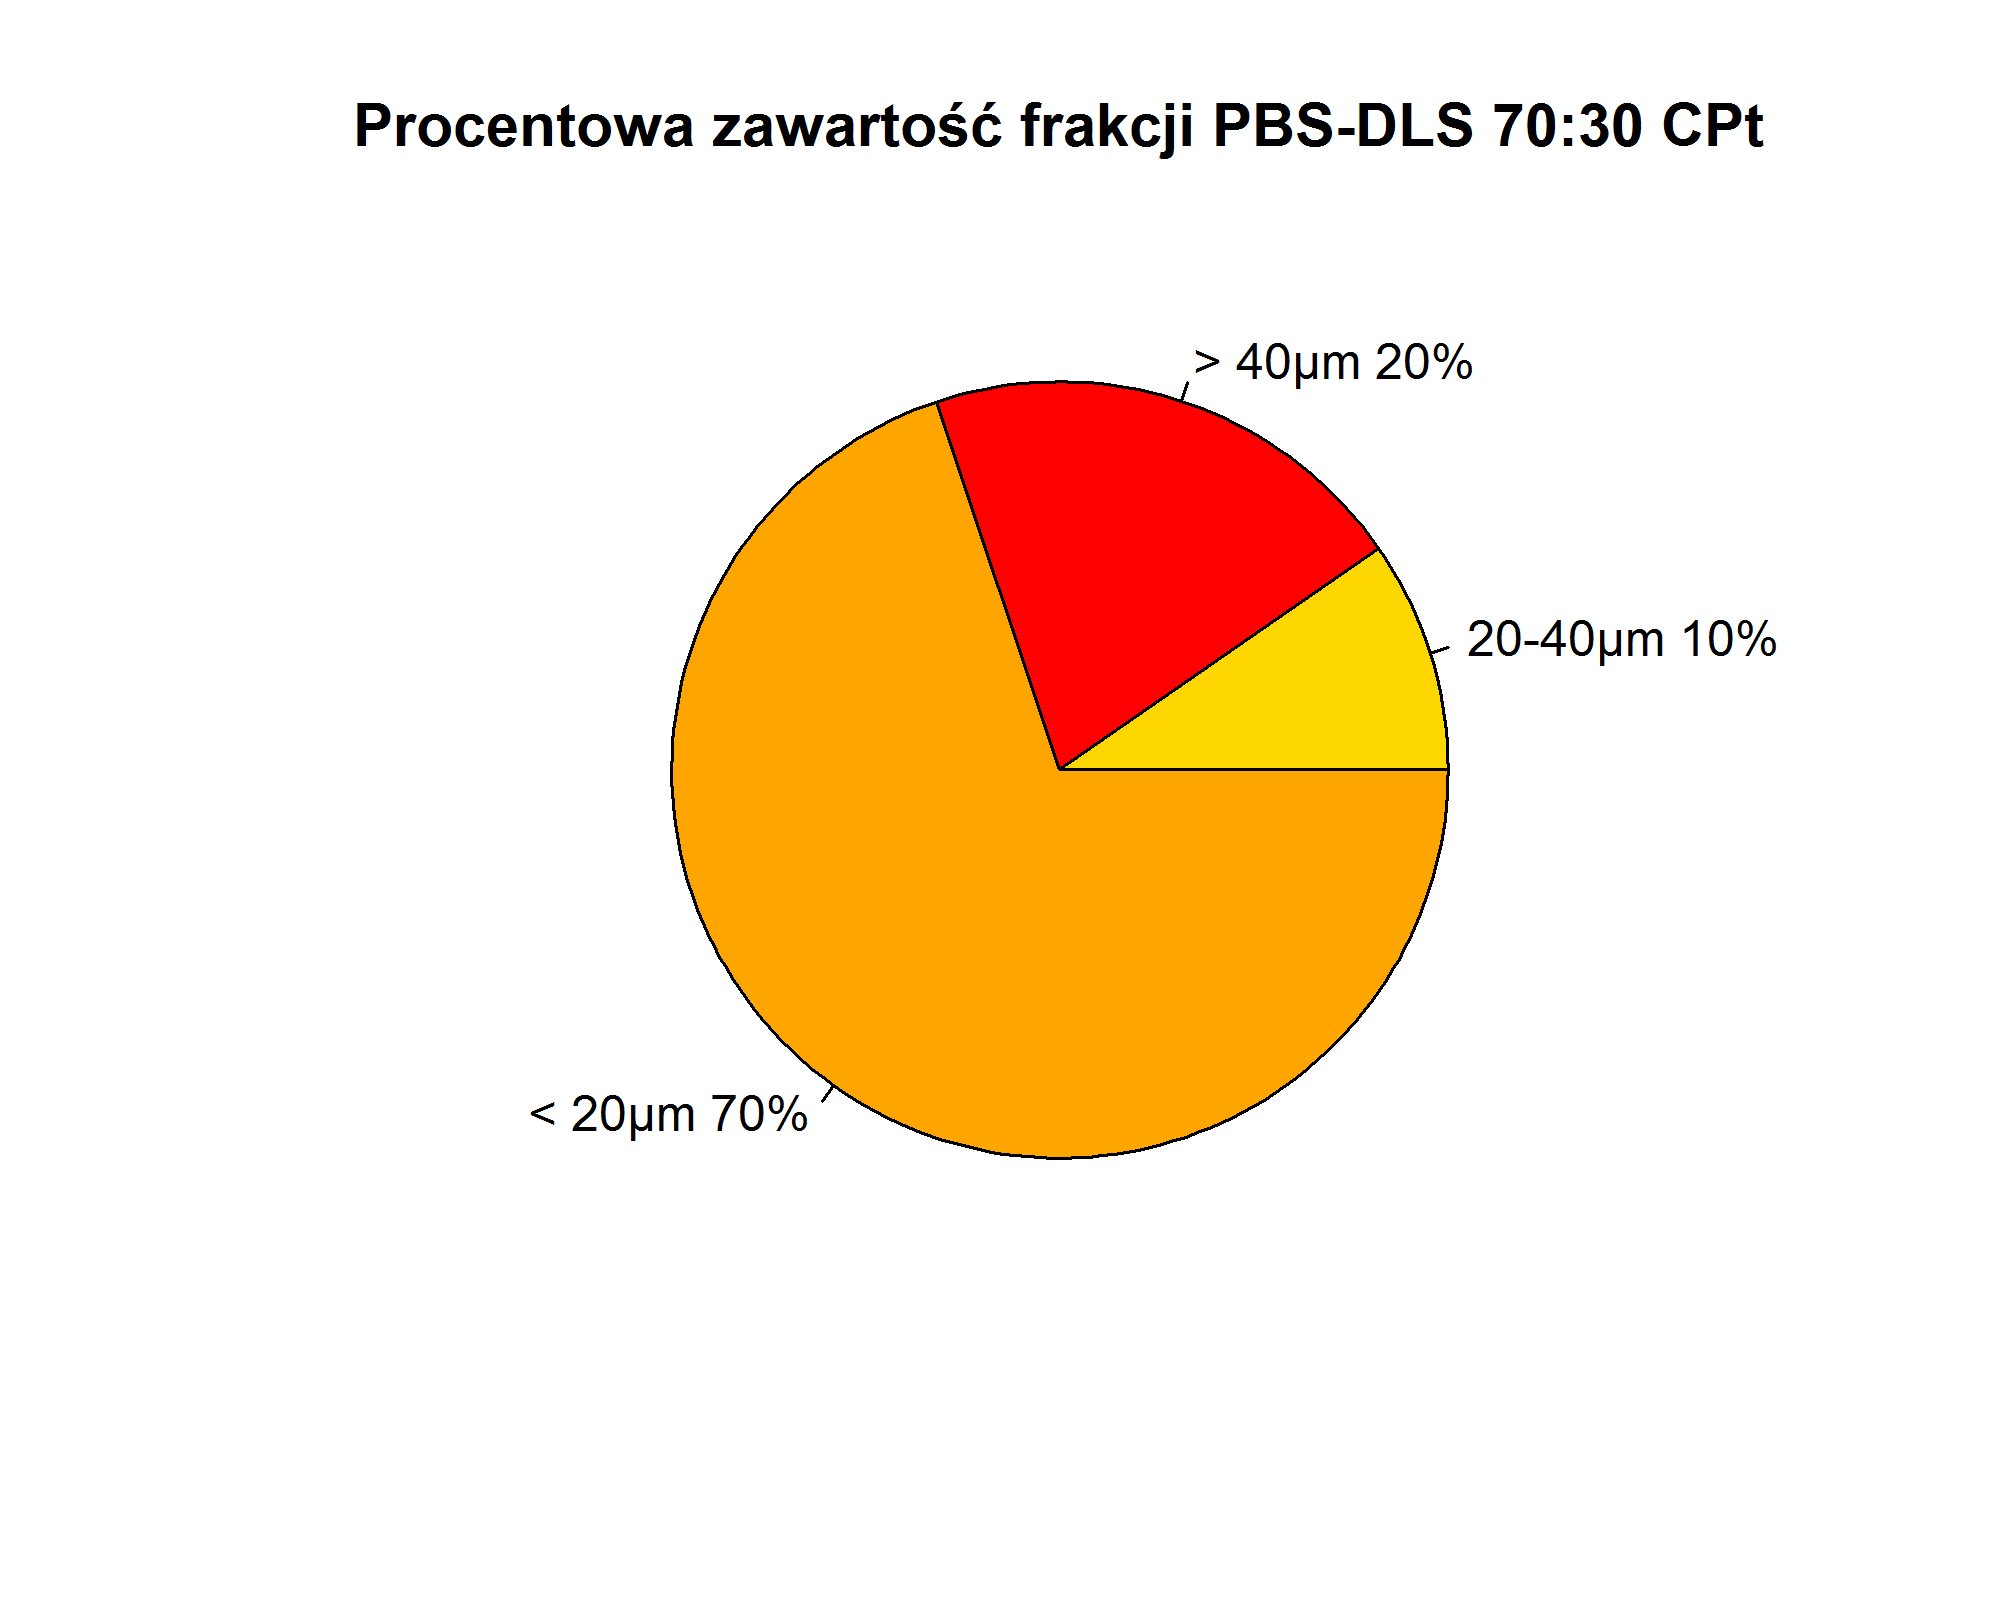 Procentowa zawartość frakcji PBS-DLS 70:30 CPt
> 40µm 20%
20-40µm 10%
< 20µm 70%